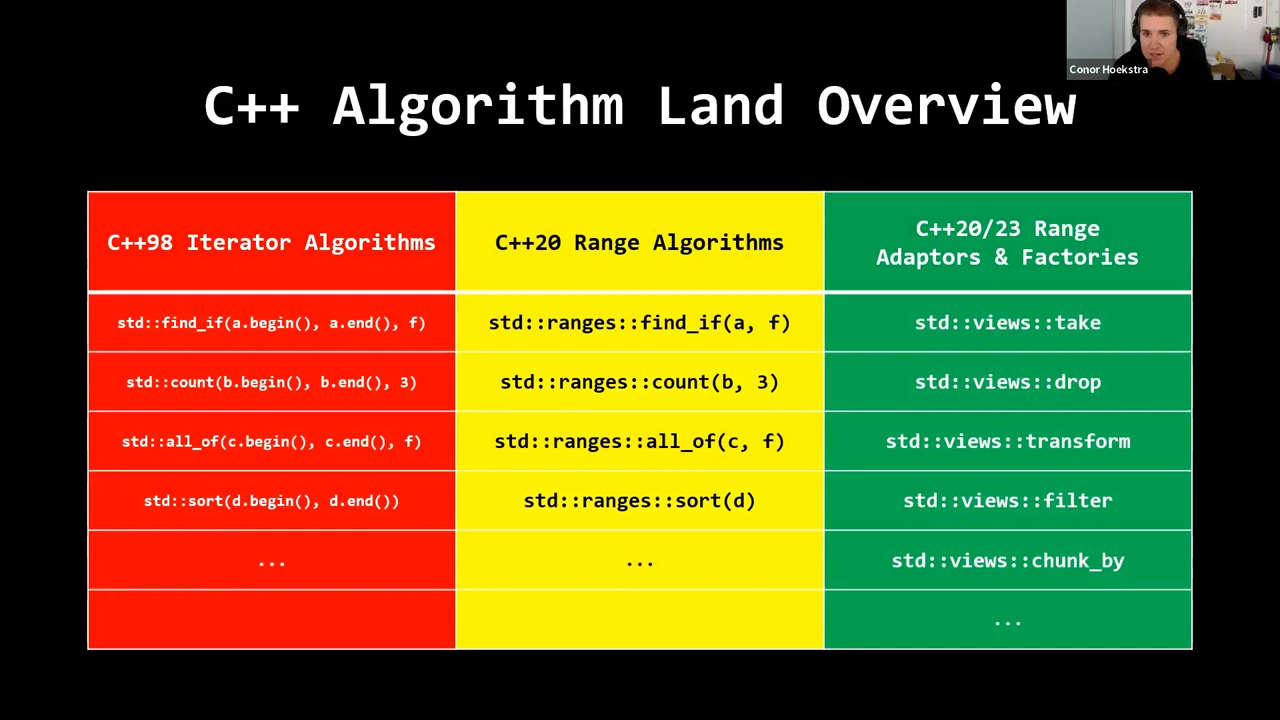 Conor Hoekstra
C++ Algorithm Land Overview
C++98 Iterator Algorithms
C++20 Range Algorithms
C++20/23 Range
Adaptors & Factories
std::find_if(a.begin(), a.end(), f)
std::ranges::find_if(a, f)
std::views::take
std::count(b.begin(), b.end(), 3)
std::ranges::count(b, 3)
std::views::drop
std::all_of(c.begin(), c.end(), f)
std::ranges::all_of(c, f)
std::views::transform
std::sort(d.begin(), d.end())
std::ranges::sort(d)
std::views::filter
...
...
std::views::chunk_by
...